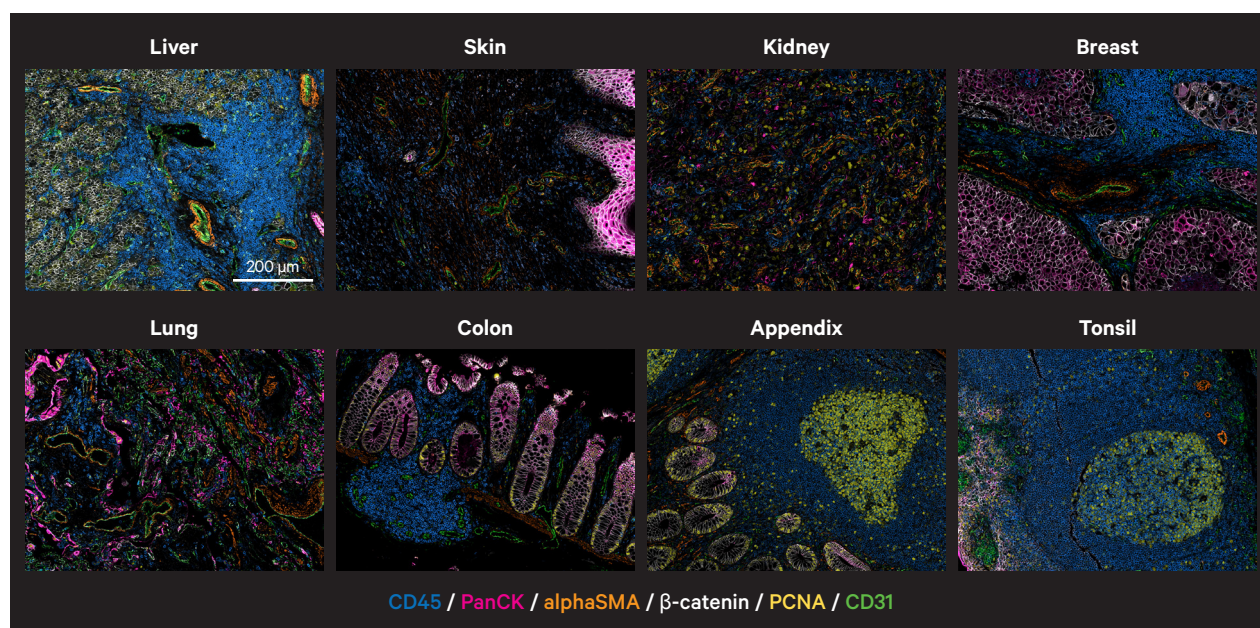 Liver Skin Kidney Breast
200 µm
Lung Colon Appendix Tonsil
CD45 / PanCK / alphaSMA / β-catenin / PCNA / CD31